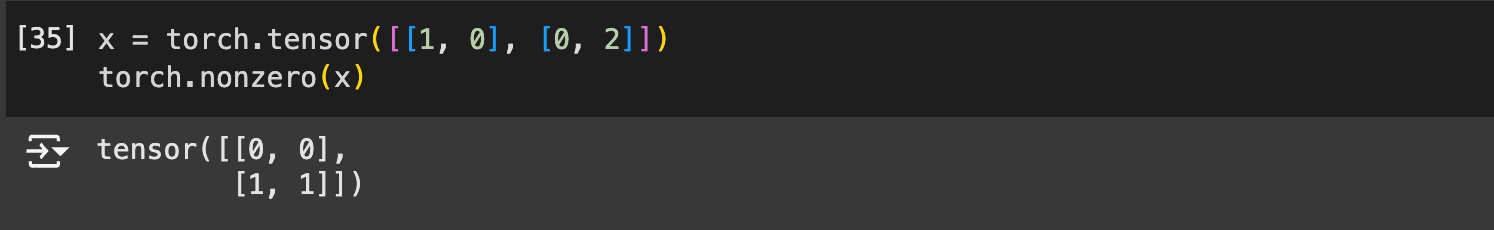 [35] x = torch.tensor([[1, 0], [0, 2]])
torch.nonzero(x)
tensor([[0, 0],
[1, 1]])